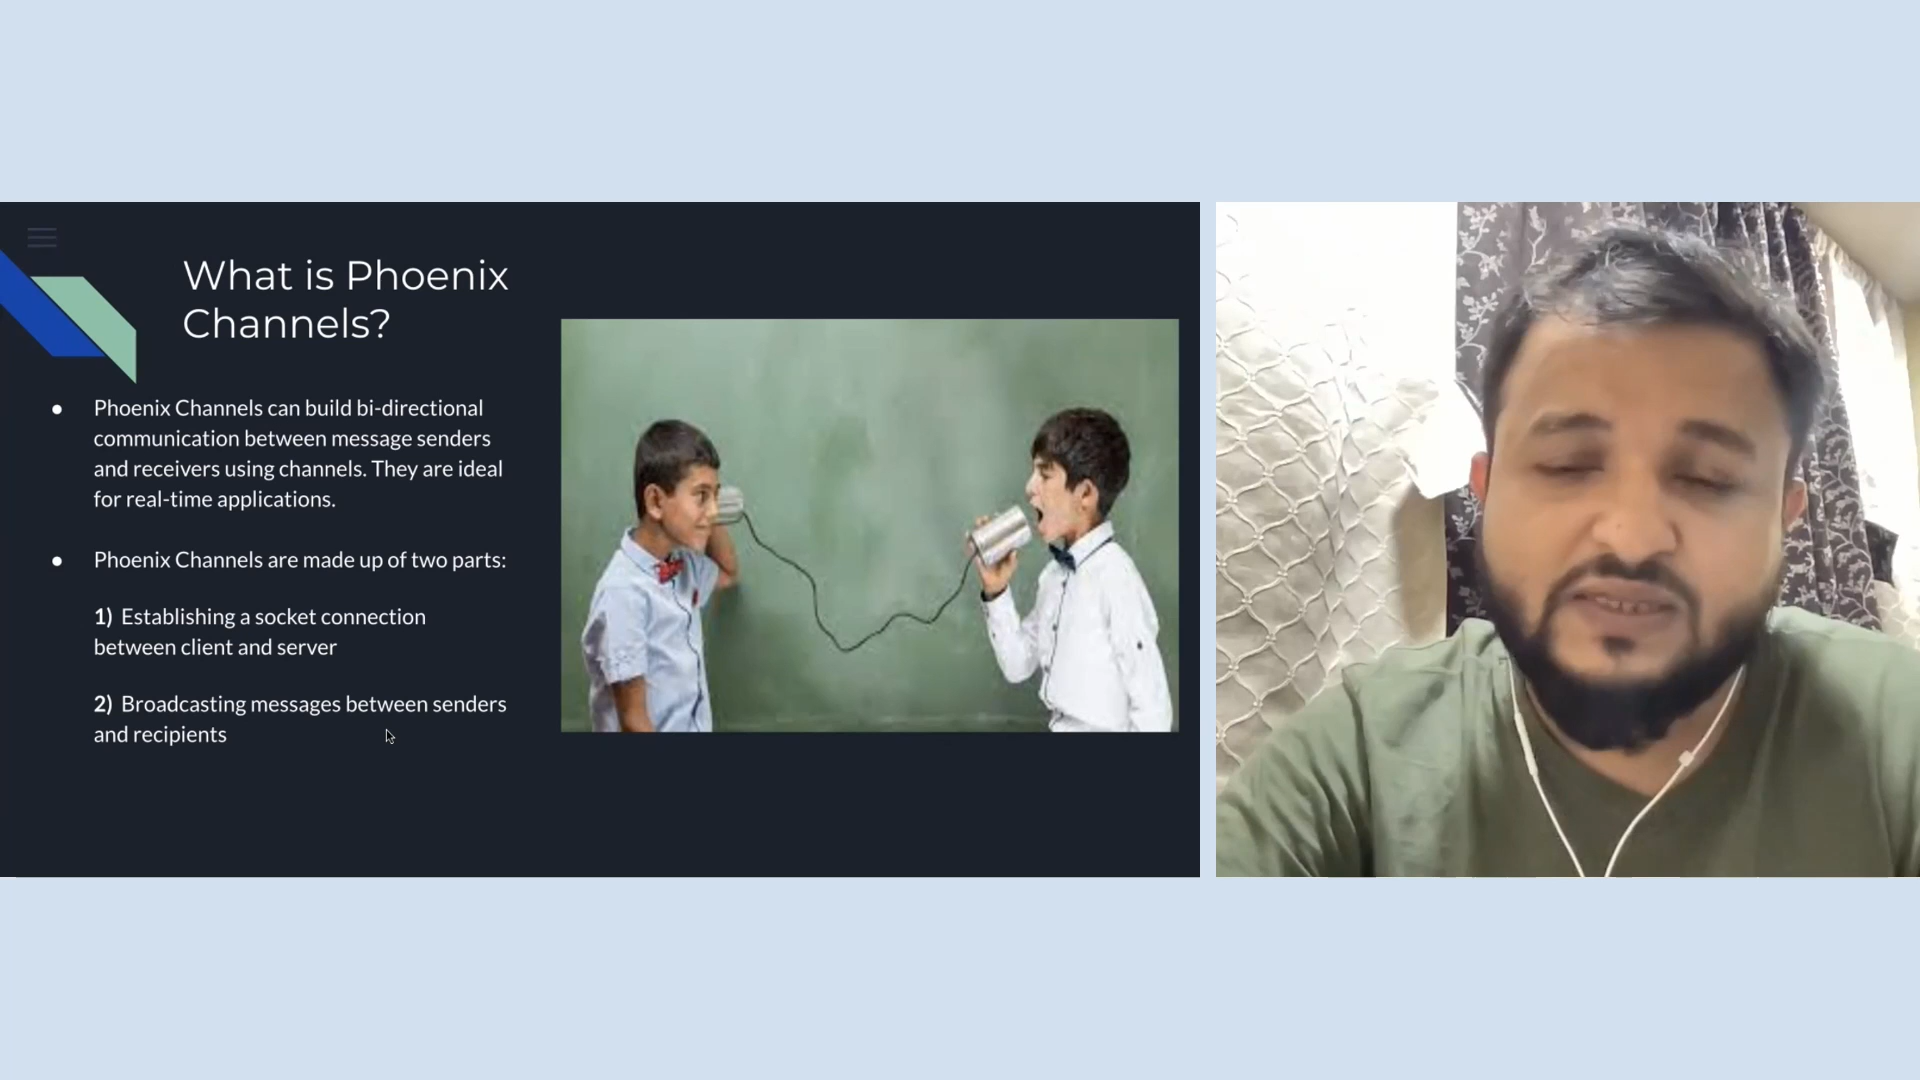 What is Phoenix
Channels?
● Phoenix Channels can build bi-directional
communication between message senders
and receivers using channels. They are ideal
for real-time applications.
● Phoenix Channels are made up of two parts:
1) Establishing a socket connection
between client and server
2) Broadcasting messages between senders
and recipients